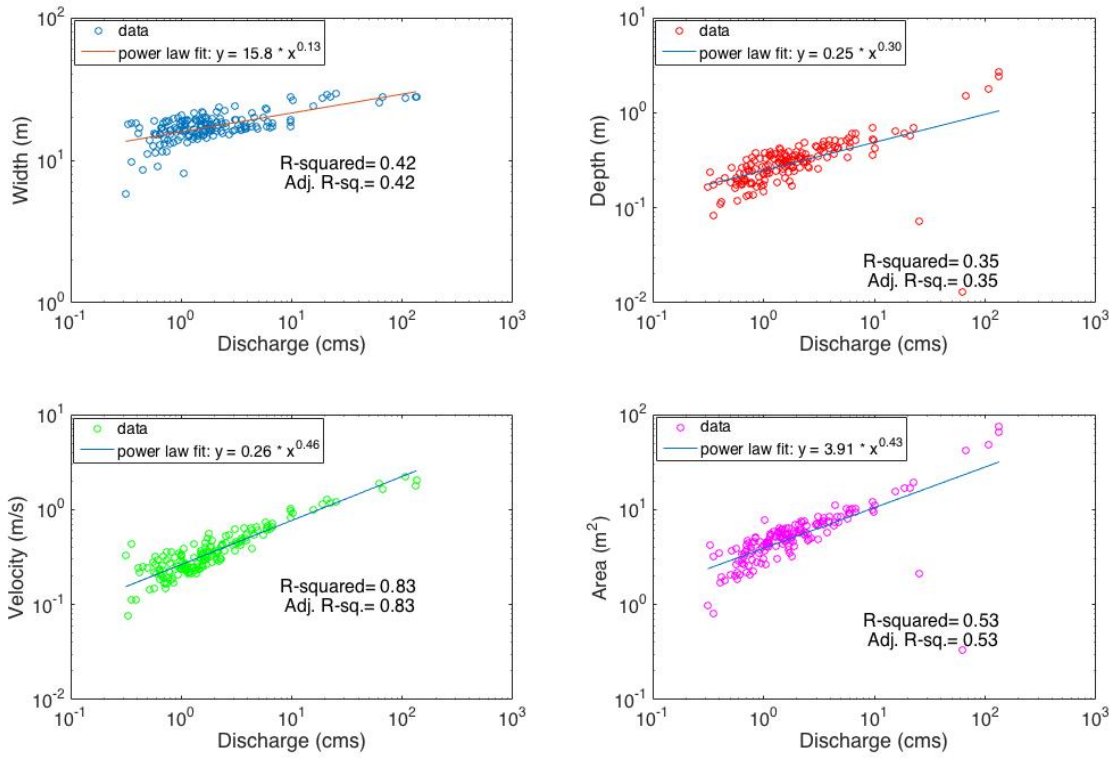 10^2
10^1
10^0
Width (m)
data
power law fit: y = 15.8 * x^0.13
R-squared= 0.42
Adj. R-sq.= 0.42
10^-1
10^0
10^1
10^2
10^3
Discharge (cms)
10^1
10^0
10^-1
10^-2
Depth (m)
data
power law fit: y = 0.25 * x^0.30
R-squared= 0.35
Adj. R-sq.= 0.35
10^-1
10^0
10^1
10^2
10^3
Discharge (cms)
10^1
10^0
10^-1
10^-2
Velocity (m/s)
data
power law fit: y = 0.26 * x^0.46
R-squared= 0.83
Adj. R-sq.= 0.83
10^-1
10^0
10^1
10^2
10^3
Discharge (cms)
10^2
10^1
10^0
10^-1
Area (m^2)
data
power law fit: y = 3.91 * x^0.43
R-squared= 0.53
Adj. R-sq.= 0.53
10^-1
10^0
10^1
10^2
10^3
Discharge (cms)